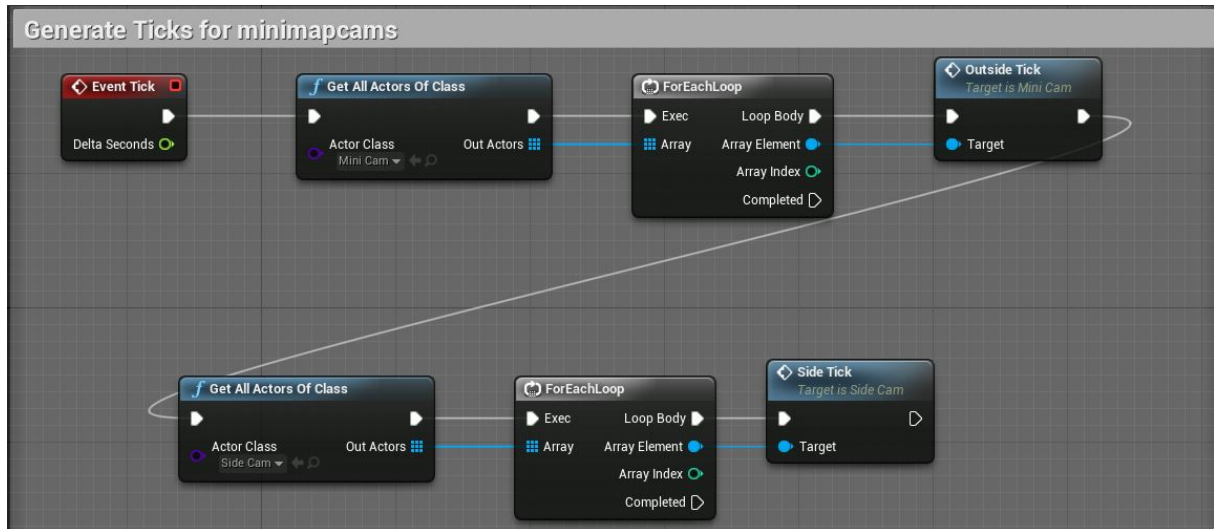 Generate Ticks for minimapcams
Event Tick
Delta Seconds
f Get All Actors Of Class
Actor Class
Mini Cam
Out Actors
ForEachLoop
Exec
Loop Body
Array
Array Element
Array Index
Completed
Outside Tick
Target is Mini Cam
Target
f Get All Actors Of Class
Actor Class
Side Cam
Out Actors
ForEachLoop
Exec
Loop Body
Array
Array Element
Array Index
Completed
Side Tick
Target is Side Cam
Target